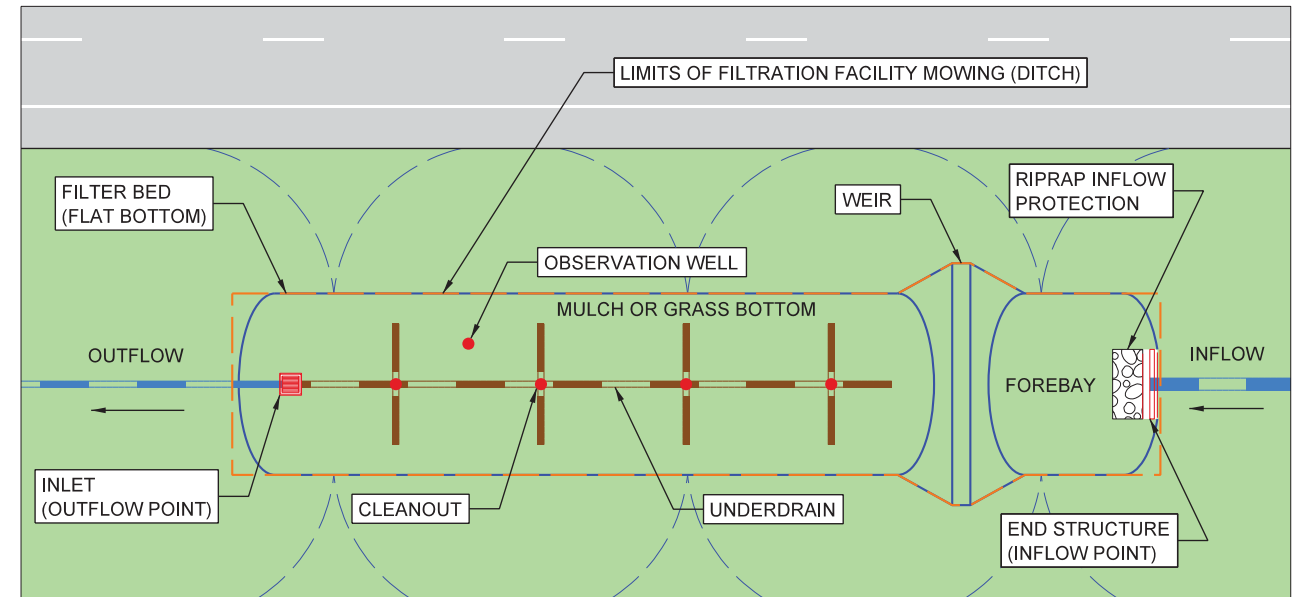 LIMITS OF FILTRATION FACILITY MOWING (DITCH)
FILTER BED
(FLAT BOTTOM)
WEIR
RIPRAP INFLOW
PROTECTION
OBSERVATION WELL
MULCH OR GRASS BOTTOM
OUTFLOW
FOREBAY
INFLOW
INLET
(OUTFLOW POINT)
CLEANOUT
UNDERDRAIN
END STRUCTURE
(INFLOW POINT)